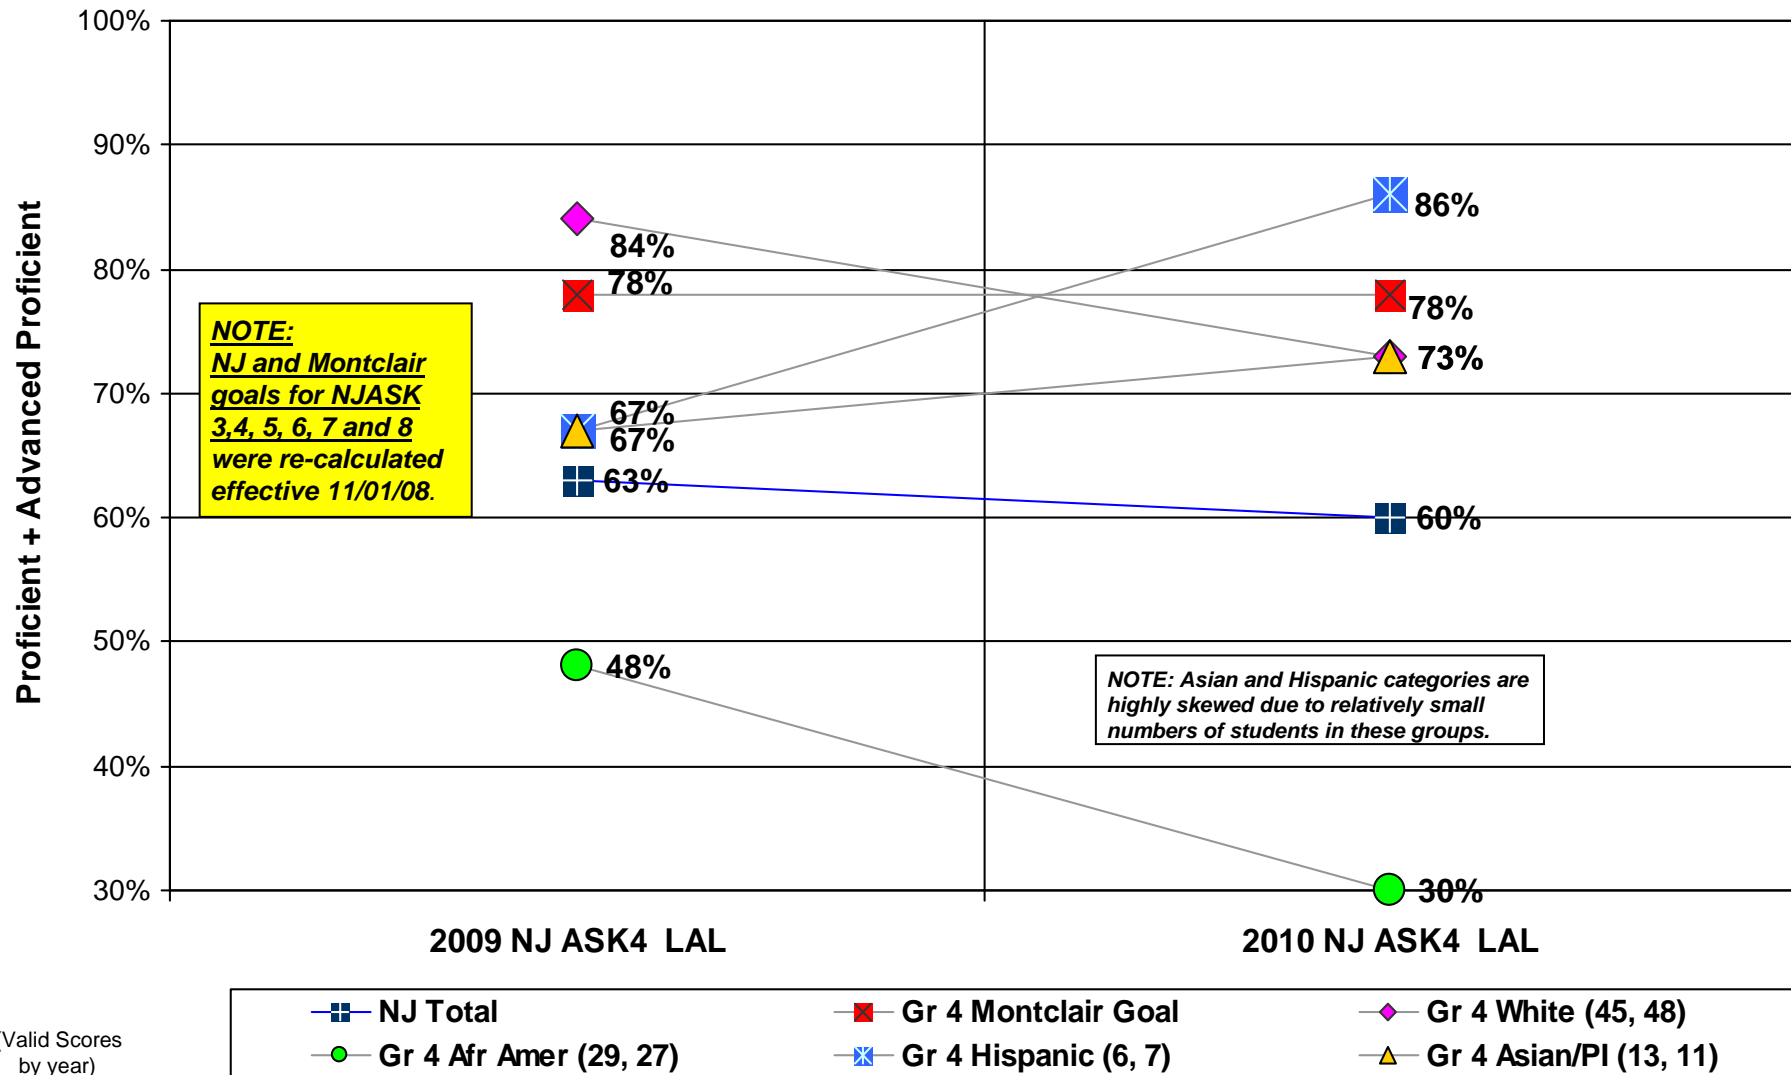 100%
90%
80%
70%
60%
50%
40%
30%
Proficient + Advanced Proficient
NOTE:
NJ and Montclair
goals for NJASK
3,4, 5, 6, 7 and 8
were re-calculated
effective 11/01/08.
84%
78%
67%
67%
63%
48%
86%
78%
73%
60%
30%
NOTE: Asian and Hispanic categories are
highly skewed due to relatively small
numbers of students in these groups.
2009 NJ ASK4 LAL
2010 NJ ASK4 LAL
(Valid Scores
by year)
NJ Total
Gr 4 Montclair Goal
Gr 4 White (45, 48)
Gr 4 Afr Amer (29, 27)
Gr 4 Hispanic (6, 7)
Gr 4 Asian/PI (13, 11)